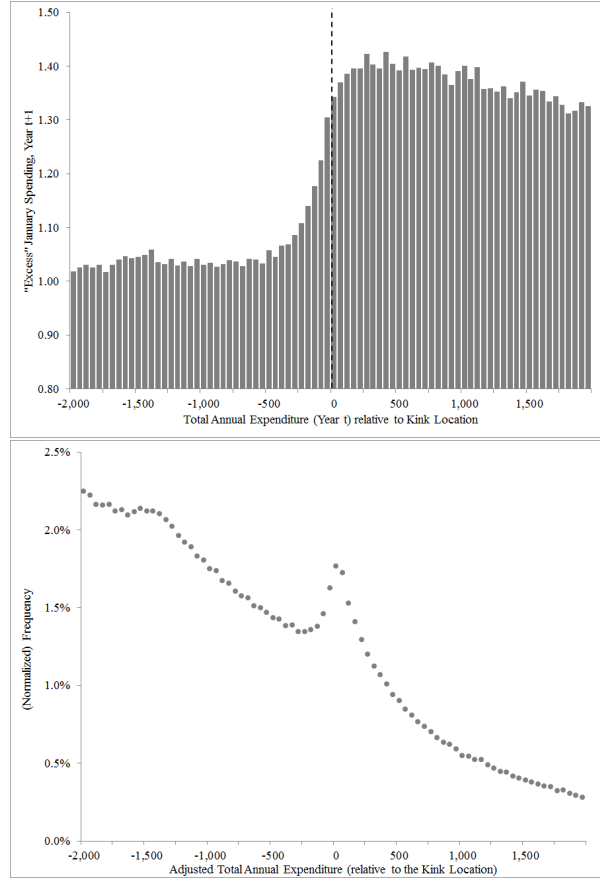 1.50
1.40
1.30
1.20
1.10
1.00
0.90
0.80
"Excess" January Spending, Year t+1
-2,000 -1,500 -1,000 -500 0 500 1,000 1,500
Total Annual Expenditure (Year t) relative to Kink Location
2.5%
2.0%
1.5%
1.0%
0.5%
0.0%
(Normalized) Frequency
-2,000 -1,500 -1,000 -500 0 500 1,000 1,500
Adjusted Total Annual Expenditure (relative to the Kink Location)